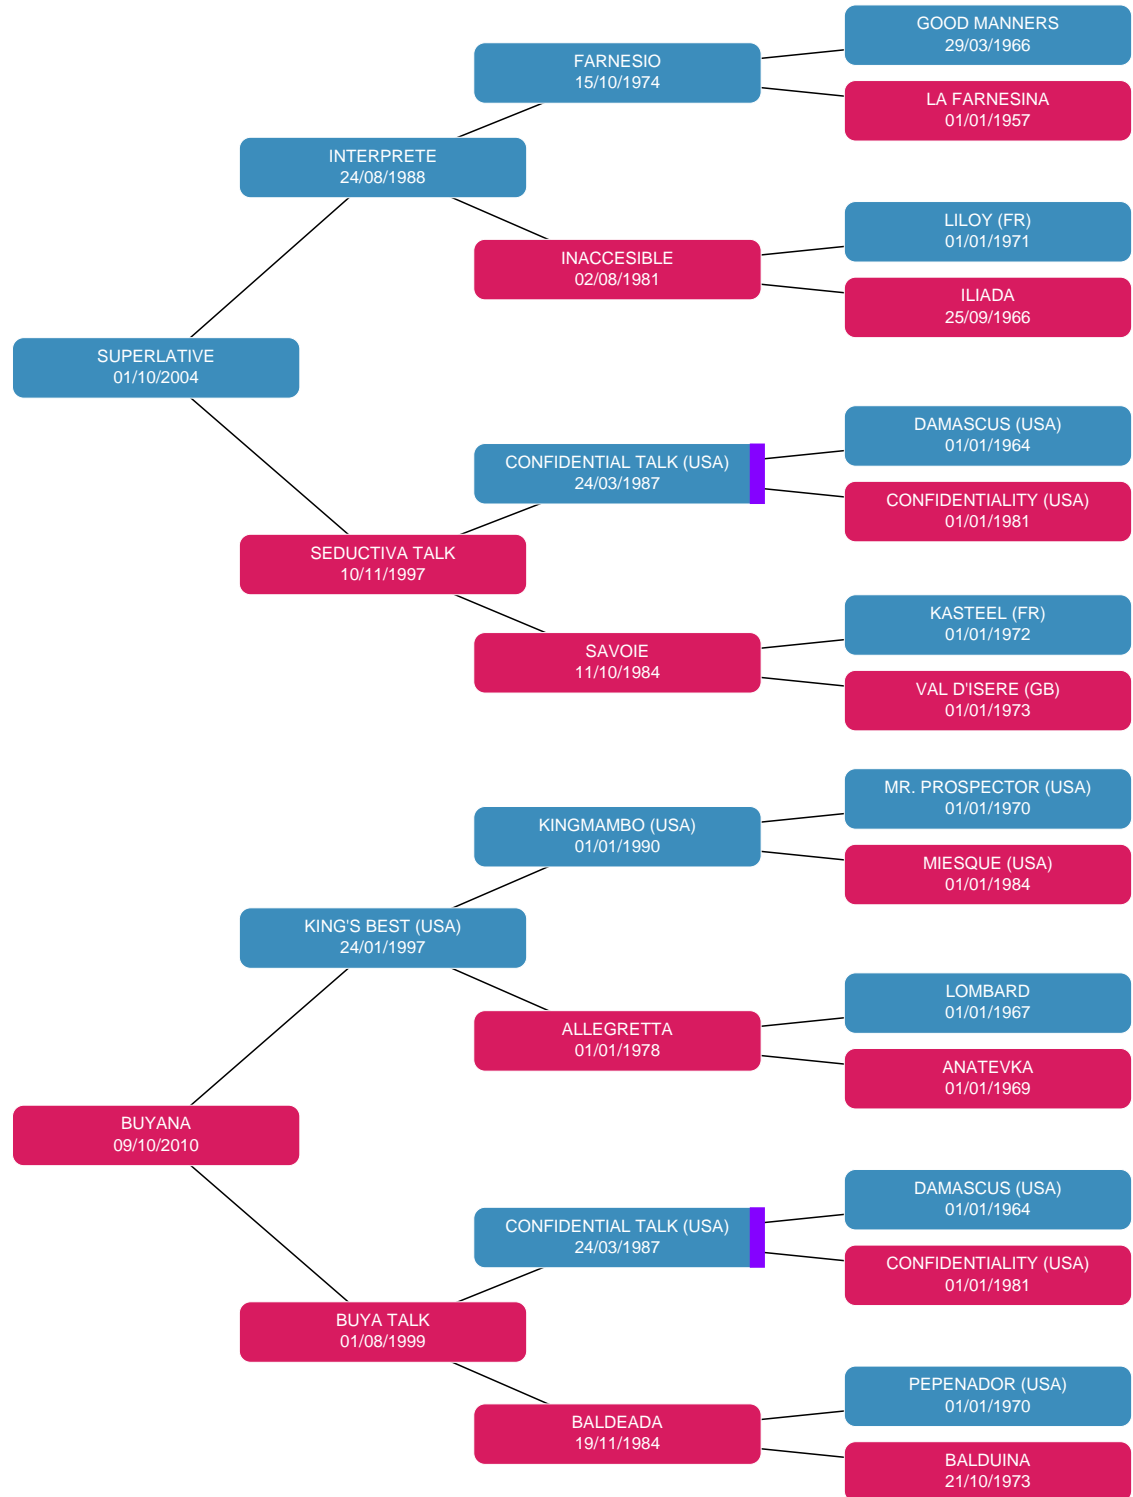 GOOD MANNERS
29/03/1966
FARNESIO
15/10/1974
LA FARNESINA
01/01/1957
INTERPRETE
24/08/1988
LILOY (FR)
01/01/1971
INACCESIBLE
02/08/1981
ILIADA
25/09/1966
SUPERLATIVE
01/10/2004
DAMASCUS (USA)
01/01/1964
CONFIDENTIAL TALK (USA)
24/03/1987
CONFIDENTIALITY (USA)
01/01/1981
SEDUCTIVA TALK
10/11/1997
KASTEEL (FR)
01/01/1972
SAVOIE
11/10/1984
VAL D'ISERE (GB)
01/01/1973
MR. PROSPECTOR (USA)
01/01/1970
KINGMAMBO (USA)
01/01/1990
MIESQUE (USA)
01/01/1984
KING'S BEST (USA)
24/01/1997
LOMBARD
01/01/1967
ALLEGRETTA
01/01/1978
ANATEVKA
01/01/1969
BUYANA
09/10/2010
DAMASCUS (USA)
01/01/1964
CONFIDENTIAL TALK (USA)
24/03/1987
CONFIDENTIALITY (USA)
01/01/1981
BUYA TALK
01/08/1999
PEPENADOR (USA)
01/01/1970
BALDEADA
19/11/1984
BALDUINA
21/10/1973